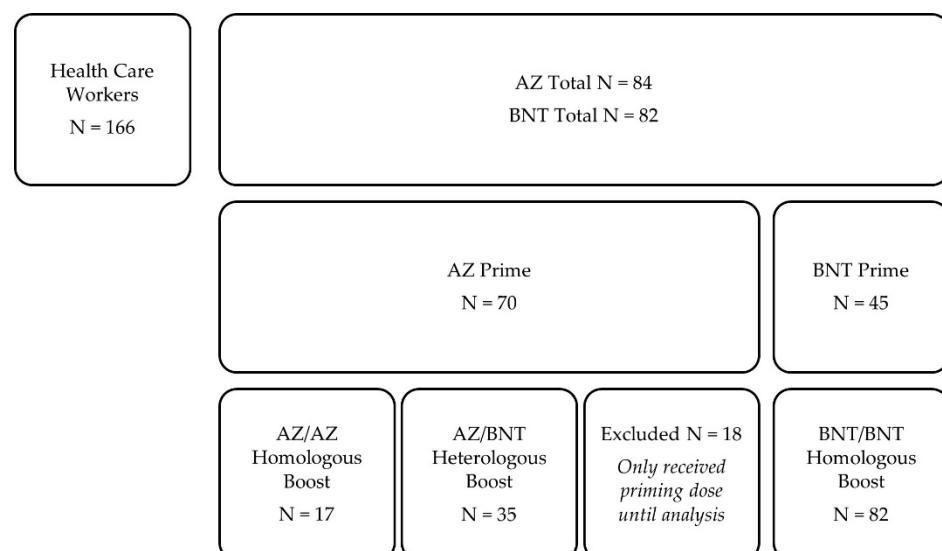 Health Care
Workers
N = 166
AZ Total N = 84
BNT Total N = 82
AZ Prime
N = 70
BNT Prime
N = 45
AZ/AZ
Homologous
Boost
N = 17
AZ/BNT
Heterologous
Boost
N = 35
Excluded N = 18
Only received
priming dose
until analysis
BNT/BNT
Homologous
Boost
N = 82